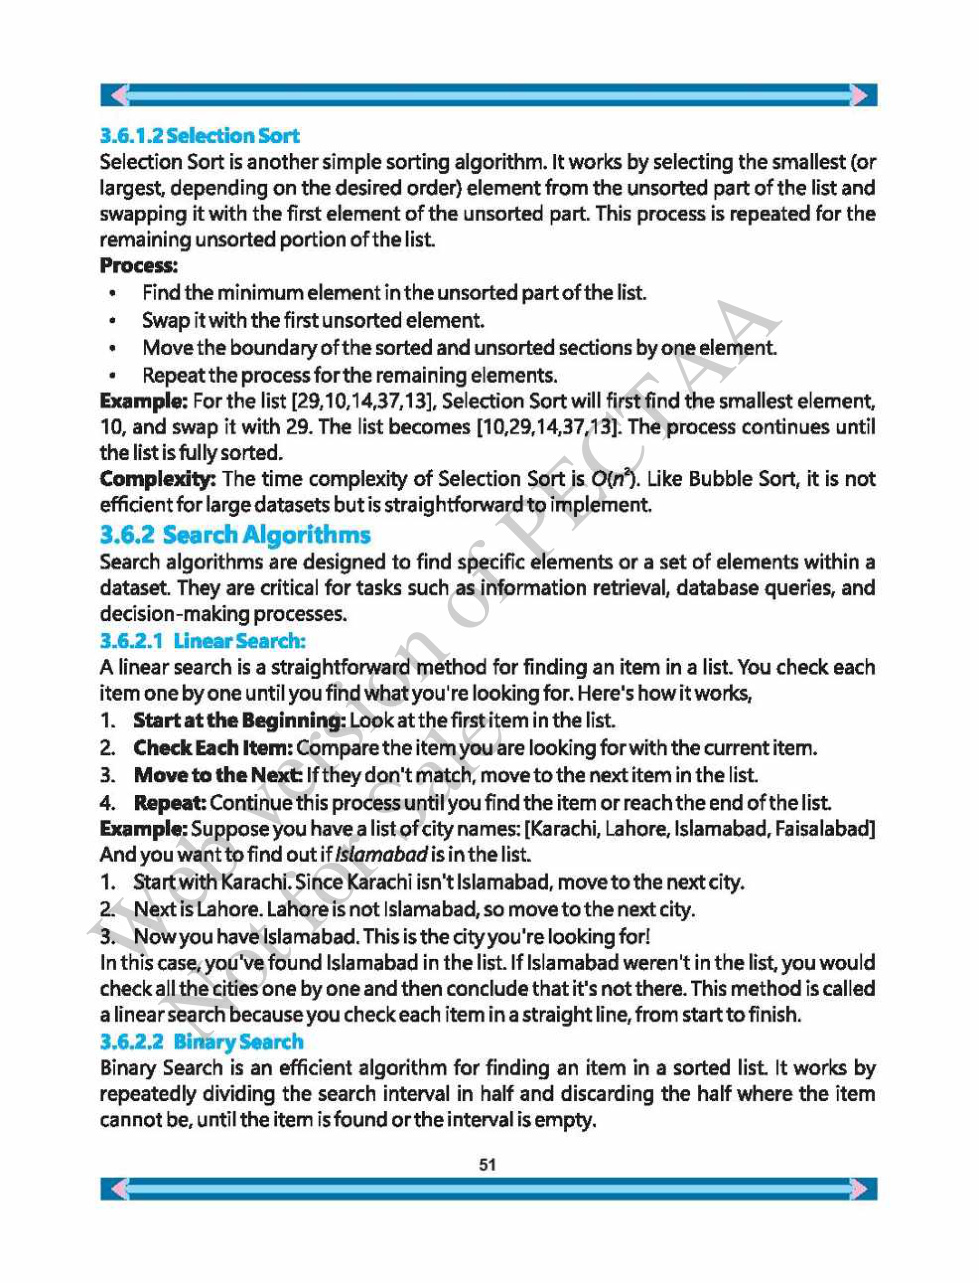 3.6.1.2 Selection Sort
Selection Sort is another simple sorting algorithm. It works by selecting the smallest (or
largest, depending on the desired order) element from the unsorted part of the list and
swapping it with the first element of the unsorted part. This process is repeated for the
remaining unsorted portion of the list.
Process:
• Find the minimum element in the unsorted part of the list.
• Swap it with the first unsorted element.
• Move the boundary of the sorted and unsorted sections by one element.
• Repeat the process for the remaining elements.
Example: For the list [29,10,14,37,13], Selection Sort will first find the smallest element,
10, and swap it with 29. The list becomes [10,29,14,37,13]. The process continues until
the list is fully sorted.
Complexity: The time complexity of Selection Sort is O(n²). Like Bubble Sort, it is not
efficient for large datasets but is straightforward to implement.
3.6.2 Search Algorithms
Search algorithms are designed to find specific elements or a set of elements within a
dataset. They are critical for tasks such as information retrieval, database queries, and
decision-making processes.
3.6.2.1 Linear Search:
A linear search is a straightforward method for finding an item in a list. You check each
item one by one until you find what you're looking for. Here's how it works,
1. Start at the Beginning: Look at the first item in the list.
2. Check Each Item: Compare the item you are looking for with the current item.
3. Move to the Next: If they don't match, move to the next item in the list.
4. Repeat: Continue this process until you find the item or reach the end of the list.
Example: Suppose you have a list of city names: [Karachi, Lahore, Islamabad, Faisalabad]
And you want to find out if Islamabad is in the list.
1. Start with Karachi. Since Karachi isn't Islamabad, move to the next city.
2. Next is Lahore. Lahore is not Islamabad, so move to the next city.
3. Now you have Islamabad. This is the city you're looking for!
In this case, you've found Islamabad in the list. If Islamabad weren't in the list, you would
check all the cities one by one and then conclude that it's not there. This method is called
a linear search because you check each item in a straight line, from start to finish.
3.6.2.2 Binary Search
Binary Search is an efficient algorithm for finding an item in a sorted list. It works by
repeatedly dividing the search interval in half and discarding the half where the item
cannot be, until the item is found or the interval is empty.
51
Web version of PECTAA
Not for Sale